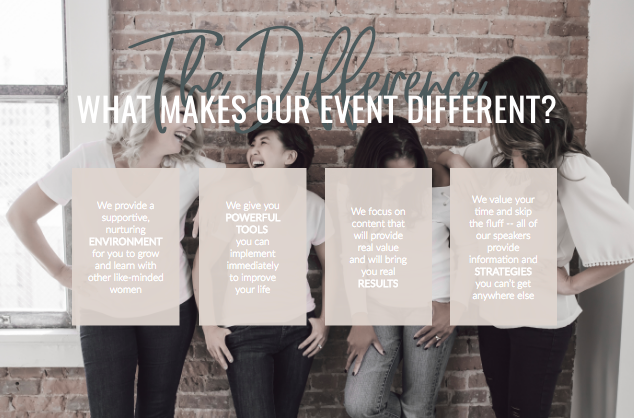 The Difference
WHAT MAKES OUR EVENT DIFFERENT?
We provide a
supportive,
nurturing
ENVIRONMENT
for you to grow
and learn with
other like-minded
women
We give you
POWERFUL
TOOLS
you can
implement
immediately
to improve
your life
We focus on
content that
will provide
real value
and will bring
you real
RESULTS
We value your
time and skip
the fluff -- all of
our speakers
provide
information and
STRATEGIES
you can't get
anywhere else